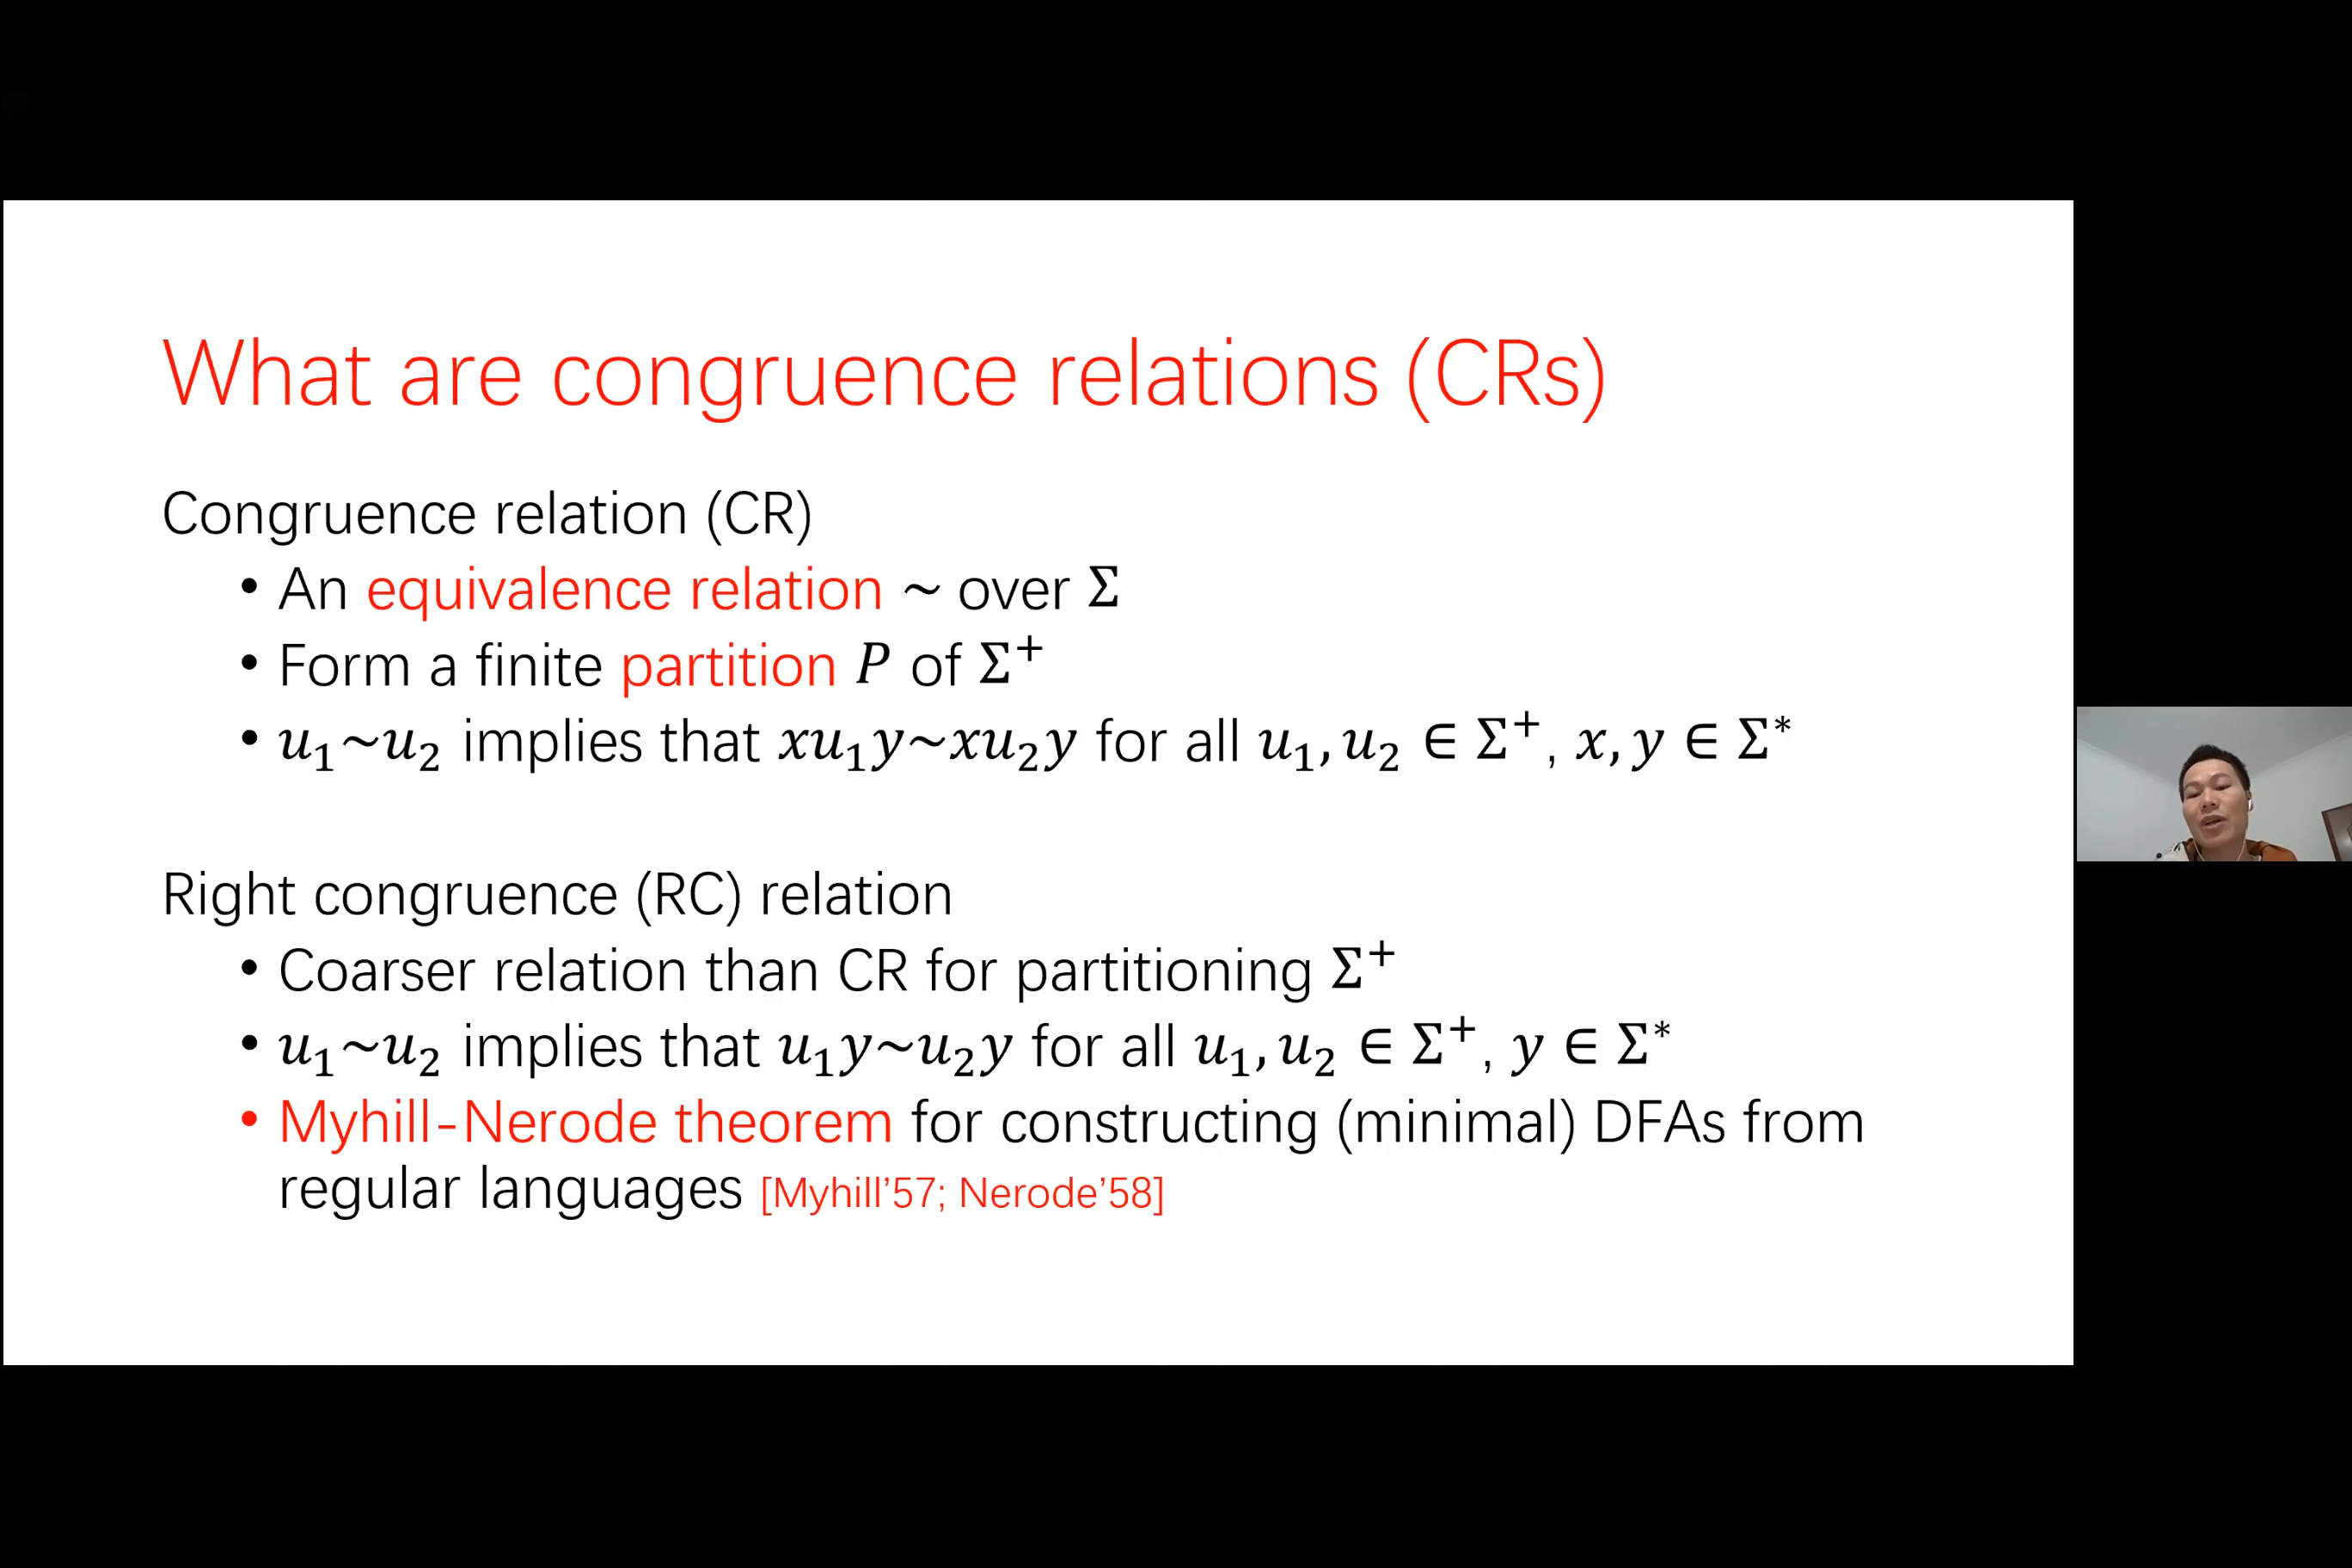 What are congruence relations (CRs)
Congruence relation (CR)
• An equivalence relation ~ over Σ
• Form a finite partition P of Σ⁺
• u₁~u₂ implies that xu₁y~xu₂y for all u₁, u₂ ∈ Σ⁺, x, y ∈ Σ*
Right congruence (RC) relation
• Coarser relation than CR for partitioning Σ⁺
• u₁~u₂ implies that u₁y~u₂y for all u₁, u₂ ∈ Σ⁺, y ∈ Σ*
• Myhill-Nerode theorem for constructing (minimal) DFAs from
regular languages [Myhill’57; Nerode’58]